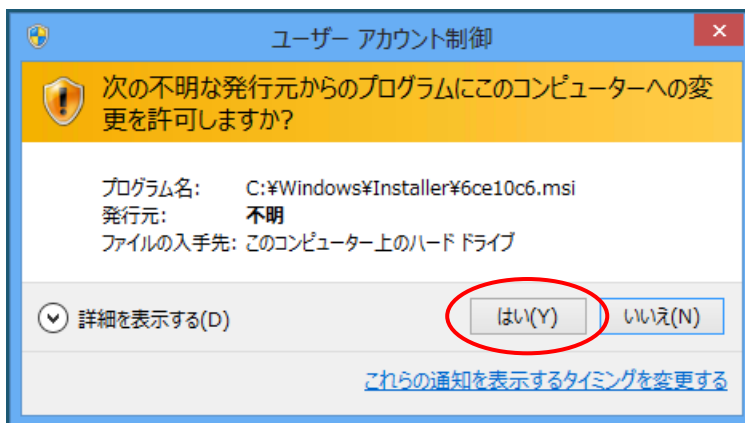 ユーザー アカウント制御
次の不明な発行元からのプログラムにこのコンピューターへの変
更を許可しますか?
プログラム名: C:¥Windows¥Installer¥6ce10c6.msi
発行元: 不明
ファイルの入手先: このコンピューター上のハード ドライブ
詳細を表示する(D) はい(Y) いいえ(N)
これらの通知を表示するタイミングを変更する